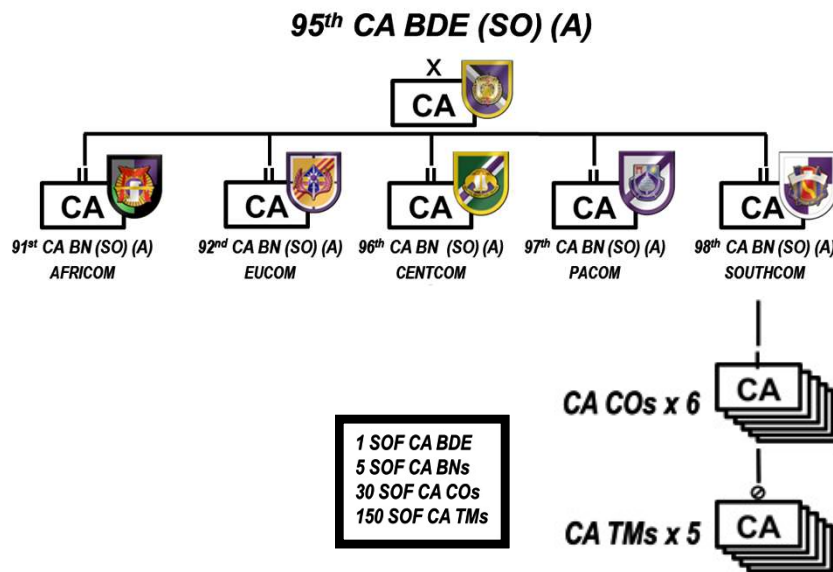 95th CA BDE (SO) (A)
X
CA
CA
CA
CA
CA
CA
91st CA BN (SO) (A)
92nd CA BN (SO) (A)
96th CA BN (SO) (A)
97th CA BN (SO) (A)
98th CA BN (SO) (A)
AFRICOM
EUCOM
CENTCOM
PACOM
SOUTHCOM
CA COs x 6
CA
1 SOF CA BDE
5 SOF CA BNs
30 SOF CA COs
150 SOF CA TMs
CA TMs x 5
CA